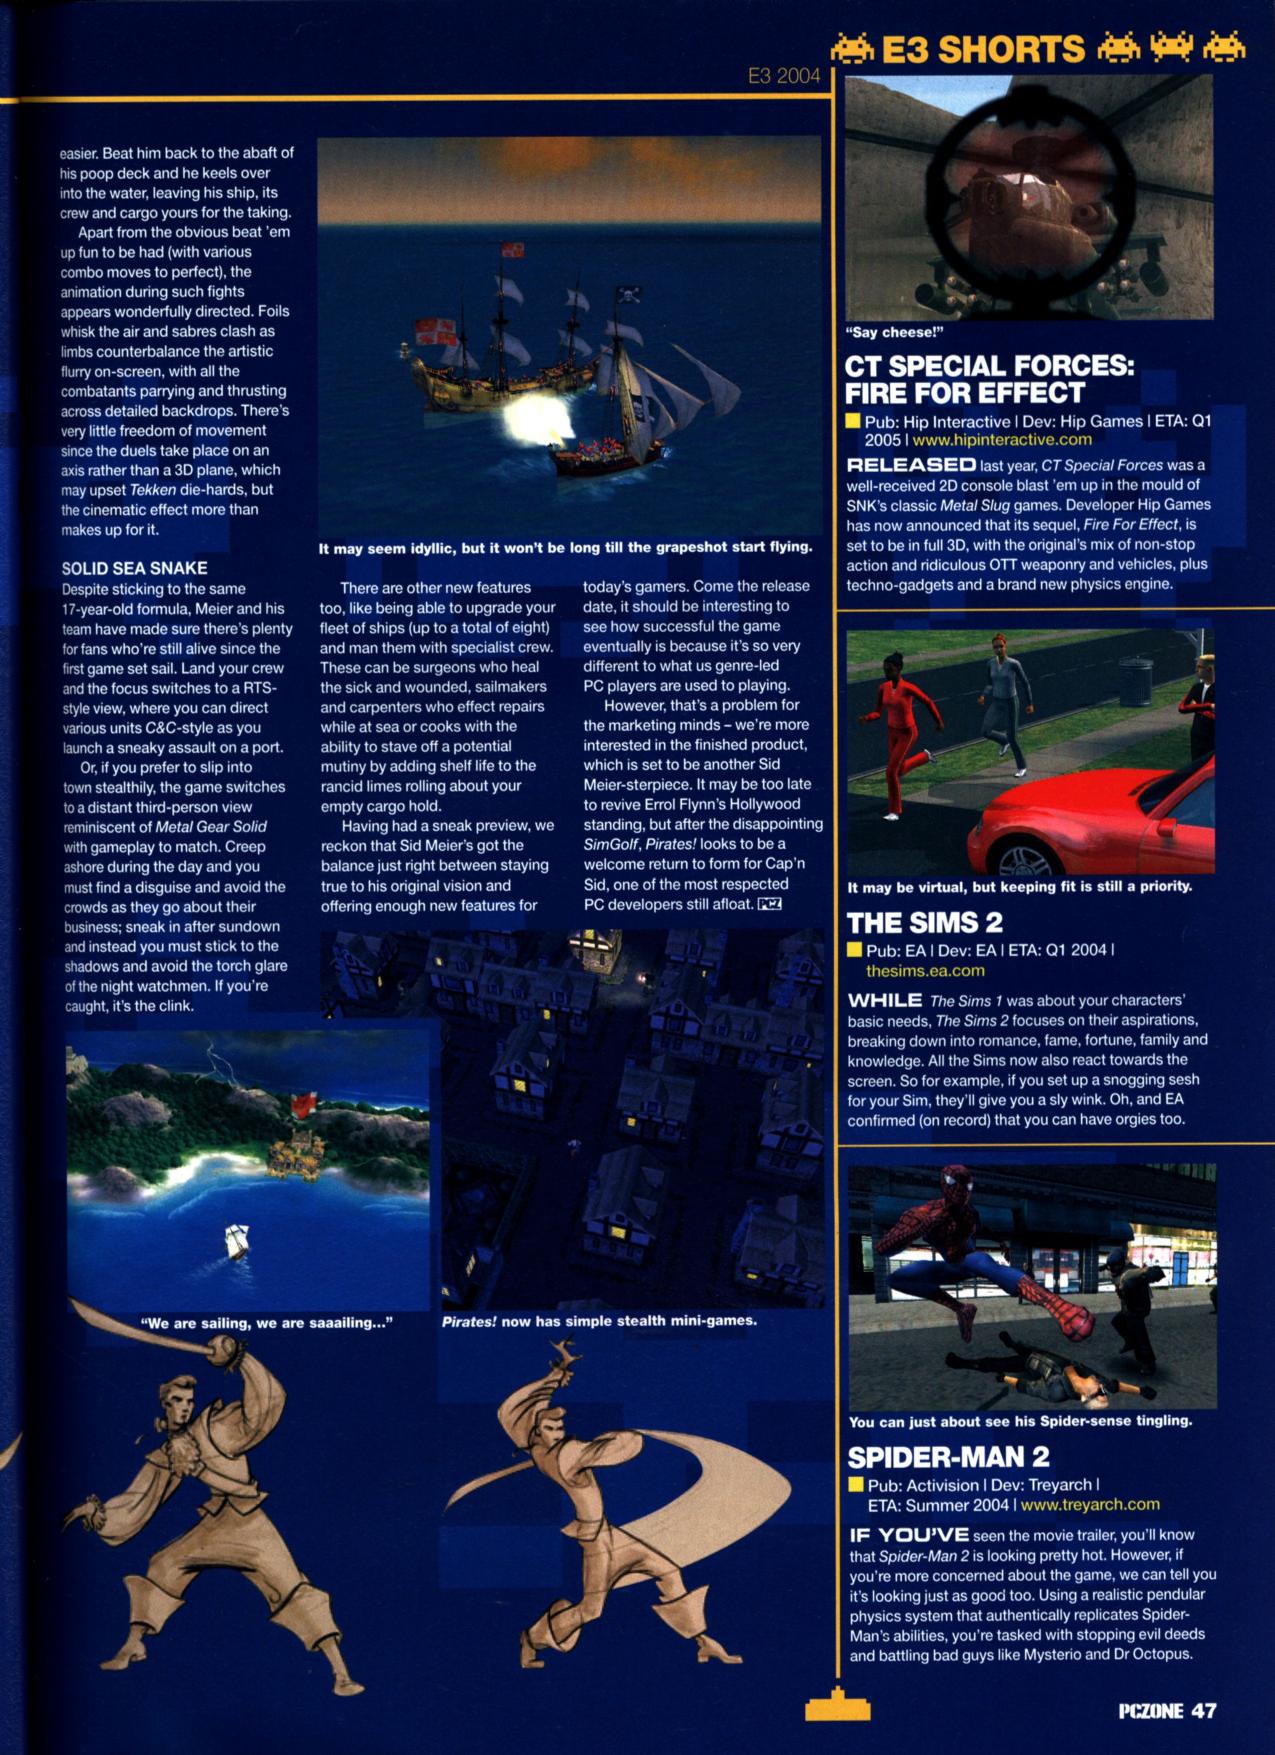 E3 2004
E3 SHORTS
easier. Beat him back to the abaft of
his poop deck and he keels over
into the water, leaving his ship, its
crew and cargo yours for the taking.
Apart from the obvious beat 'em
up fun to be had (with various
combo moves to perfect), the
animation during such fights
appears wonderfully directed. Foils
whisk the air and sabres clash as
limbs counterbalance the artistic
flurry on-screen, with all the
combatants parrying and thrusting
across detailed backdrops. There's
very little freedom of movement
since the duels take place on an
axis rather than a 3D plane, which
may upset Tekken die-hards, but
the cinematic effect more than
makes up for it.
SOLID SEA SNAKE
Despite sticking to the same
17-year-old formula, Meier and his
team have made sure there's plenty
for fans who're still alive since the
first game set sail. Land your crew
and the focus switches to a RTS-
style view, where you can direct
various units C&C-style as you
launch a sneaky assault on a port.
Or, if you prefer to slip into
town stealthily, the game switches
to a distant third-person view
reminiscent of Metal Gear Solid
with gameplay to match. Creep
ashore during the day and you
must find a disguise and avoid the
crowds as they go about their
business; sneak in after sundown
and instead you must stick to the
shadows and avoid the torch glare
of the night watchmen. If you're
caught, it's the clink.
It may seem idyllic, but it won't be long till the grapeshot start flying.
There are other new features
too, like being able to upgrade your
fleet of ships (up to a total of eight)
and man them with specialist crew.
These can be surgeons who heal
the sick and wounded, sailmakers
and carpenters who effect repairs
while at sea or cooks with the
ability to stave off a potential
mutiny by adding shelf life to the
rancid limes rolling about your
empty cargo hold.
Having had a sneak preview, we
reckon that Sid Meier's got the
balance just right between staying
true to his original vision and
offering enough new features for
today's gamers. Come the release
date, it should be interesting to
see how successful the game
eventually is because it's so very
different to what us genre-led
PC players are used to playing.
However, that's a problem for
the marketing minds – we're more
interested in the finished product,
which is set to be another Sid
Meier-sterpiece. It may be too late
to revive Errol Flynn's Hollywood
standing, but after the disappointing
SimGolf, Pirates! looks to be a
welcome return to form for Cap'n
Sid, one of the most respected
PC developers still afloat. PCZ
"We are sailing, we are saaailing..."
Pirates! now has simple stealth mini-games.
"Say cheese!"
CT SPECIAL FORCES:
FIRE FOR EFFECT
Pub: Hip Interactive | Dev: Hip Games | ETA: Q1
2005 | www.hipinteractive.com
RELEASED last year, CT Special Forces was a
well-received 2D console blast 'em up in the mould of
SNK's classic Metal Slug games. Developer Hip Games
has now announced that its sequel, Fire For Effect, is
set to be in full 3D, with the original's mix of non-stop
action and ridiculous OTT weaponry and vehicles, plus
techno-gadgets and a brand new physics engine.
It may be virtual, but keeping fit is still a priority.
THE SIMS 2
Pub: EA | Dev: EA | ETA: Q1 2004 |
thesims.ea.com
WHILE The Sims 1 was about your characters'
basic needs, The Sims 2 focuses on their aspirations,
breaking down into romance, fame, fortune, family and
knowledge. All the Sims now also react towards the
screen. So for example, if you set up a snogging sesh
for your Sim, they'll give you a sly wink. Oh, and EA
confirmed (on record) that you can have orgies too.
You can just about see his Spider-sense tingling.
SPIDER-MAN 2
Pub: Activision | Dev: Treyarch |
ETA: Summer 2004 | www.treyarch.com
IF YOU'VE seen the movie trailer, you'll know
that Spider-Man 2 is looking pretty hot. However, if
you're more concerned about the game, we can tell you
it's looking just as good too. Using a realistic pendular
physics system that authentically replicates Spider-
Man's abilities, you're tasked with stopping evil deeds
and battling bad guys like Mysterio and Dr Octopus.
PCZONE 47